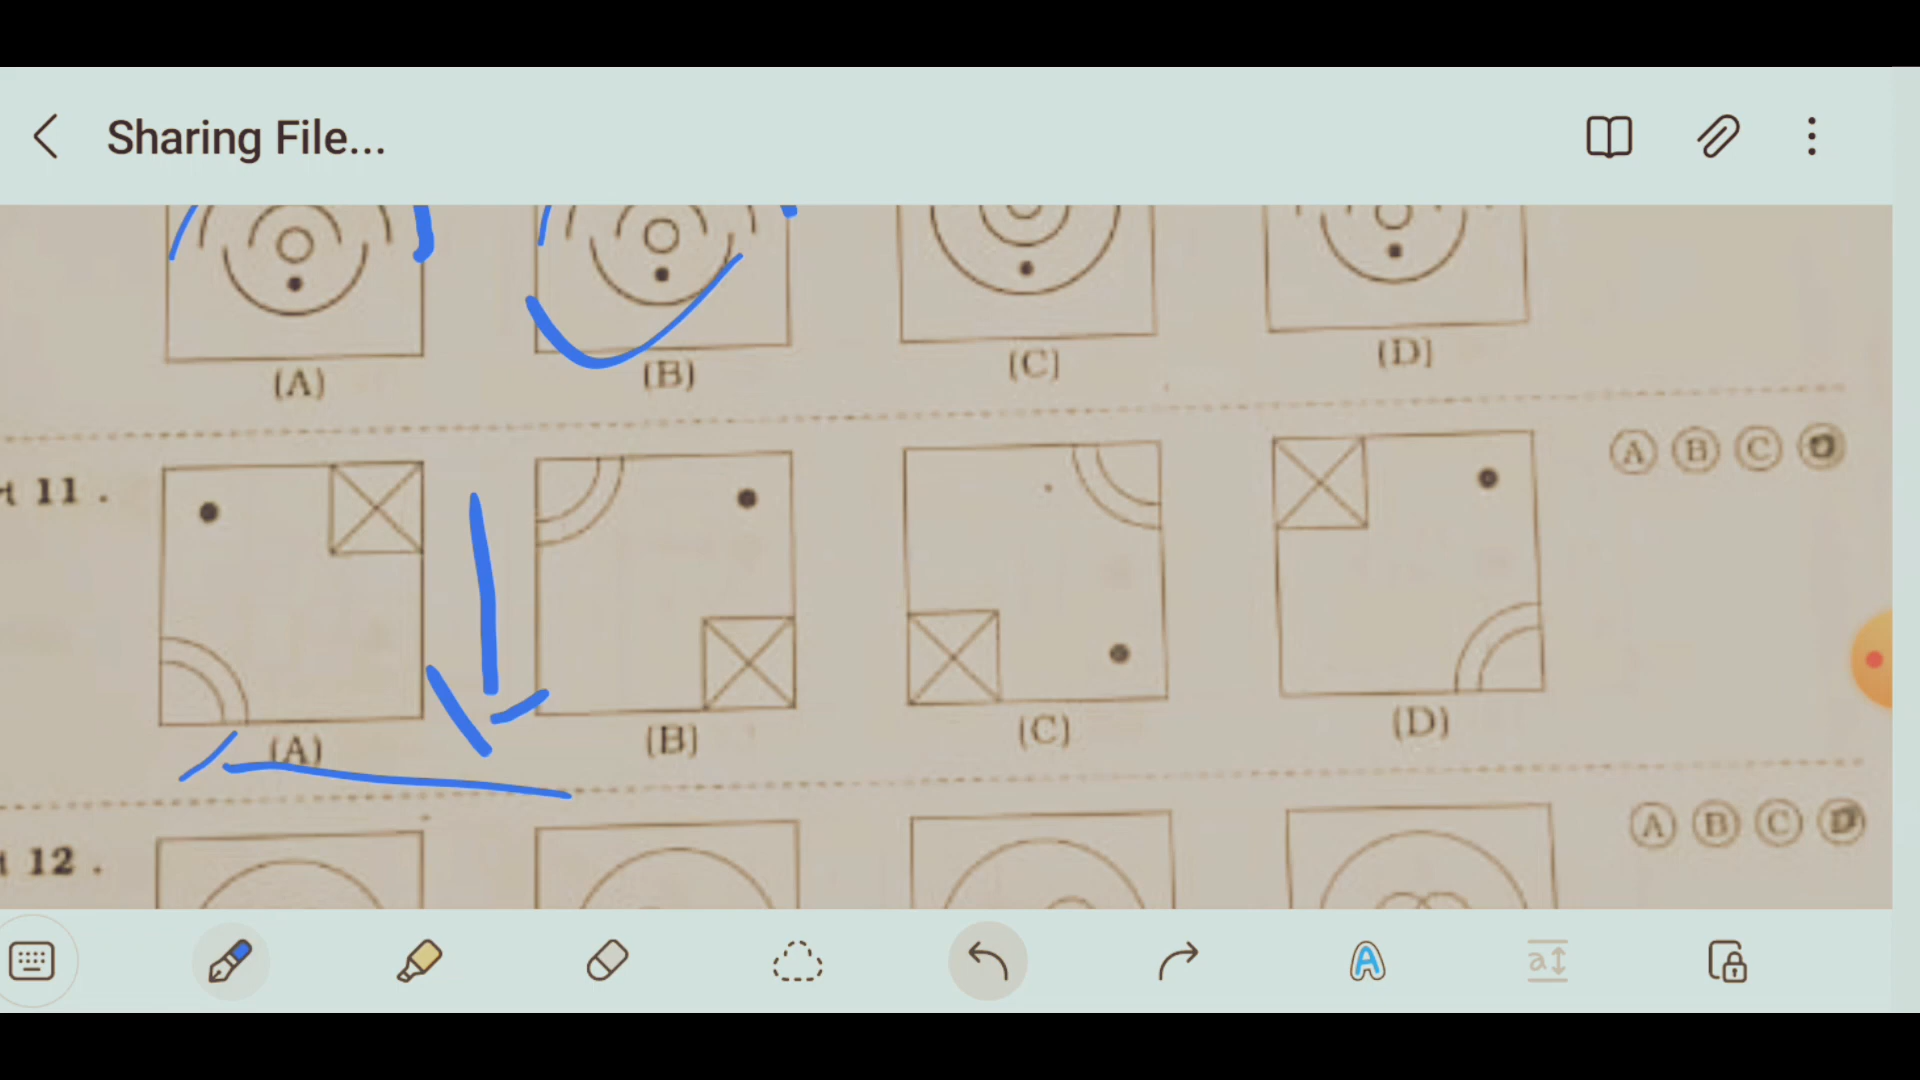 Sharing File...
(A) (B) (C) (D)
11 . A B C D
(A) (B) (C) (D)
12 . A B C D
A
a